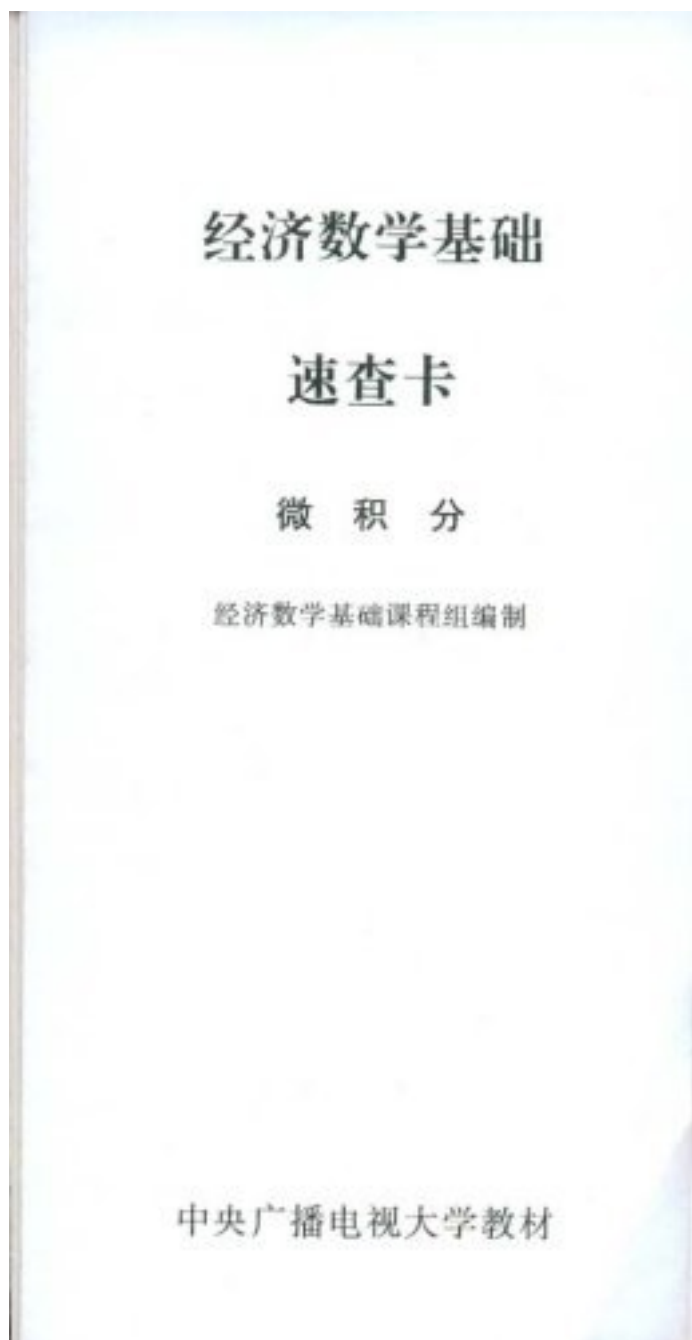 经济数学基础
速查卡
微 积 分
经济数学基础课程组编制
中央广播电视大学教材